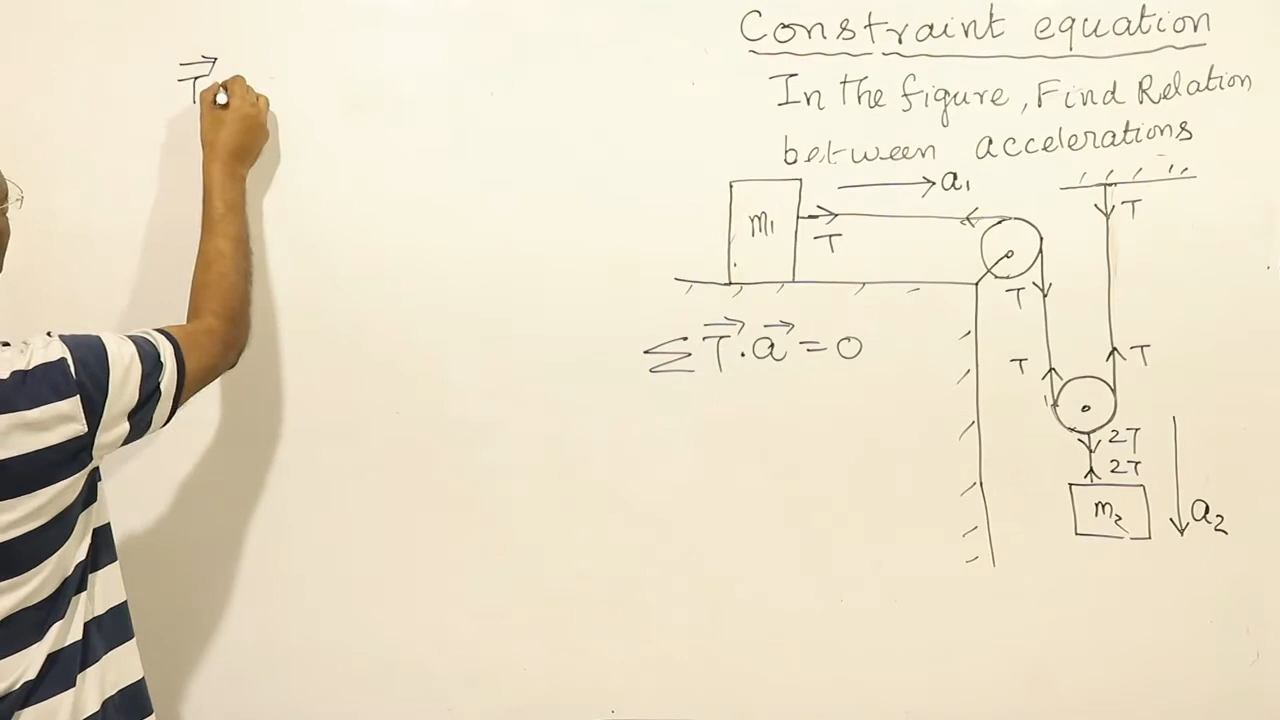 Constraint equation
In the figure, Find Relation
between accelerations
T
m₁
a₁
T
T
T
Σ T⃗ . a⃗ = 0
T
T
2T
2T
m₂
a₂